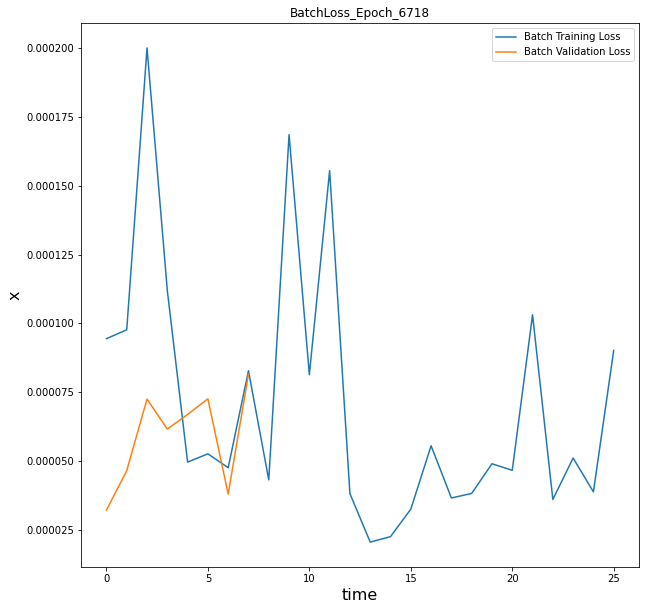 BatchLoss_Epoch_6718
Batch Training Loss
Batch Validation Loss
0.000200
0.000175
0.000150
0.000125
0.000100
0.000075
0.000050
0.000025
x
0 5 10 15 20 25
time